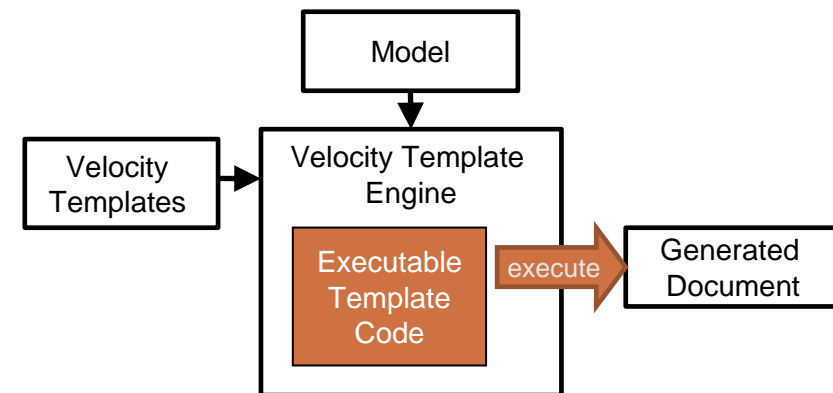 Model
Velocity
Templates
Velocity Template
Engine
Executable
Template
Code
execute
Generated
Document